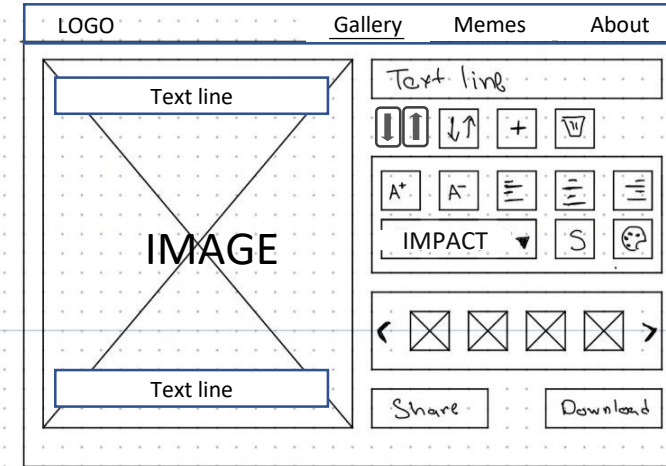 LOGO Gallery Memes About
Text line
IMAGE
Text line
Text line
+
A+ A-
IMPACT S
< >
Share Download